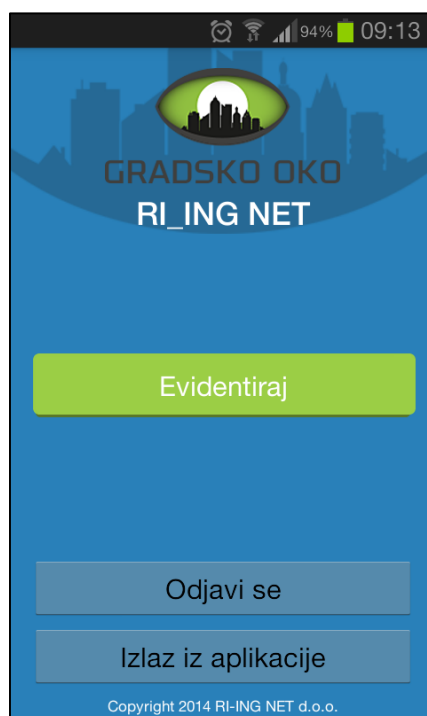 94% 09:13
GRADSKO OKO
RI_ING NET
Evidentiraj
Odjavi se
Izlaz iz aplikacije
Copyright 2014 RI-ING NET d.o.o.